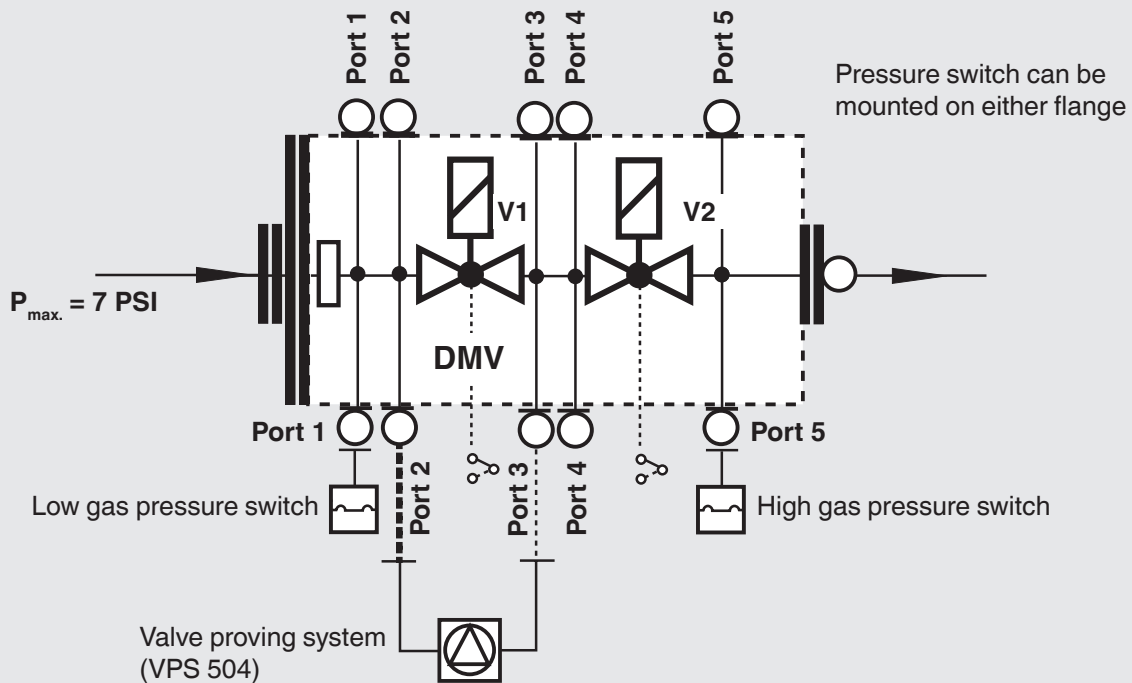 Port 1
Port 2
Port 3
Port 4
Port 5
Pressure switch can be
mounted on either flange
V1
V2
Pmax. = 7 PSI
DMV
Port 1
Port 2
Port 3
Port 4
Port 5
Low gas pressure switch
High gas pressure switch
Valve proving system
(VPS 504)